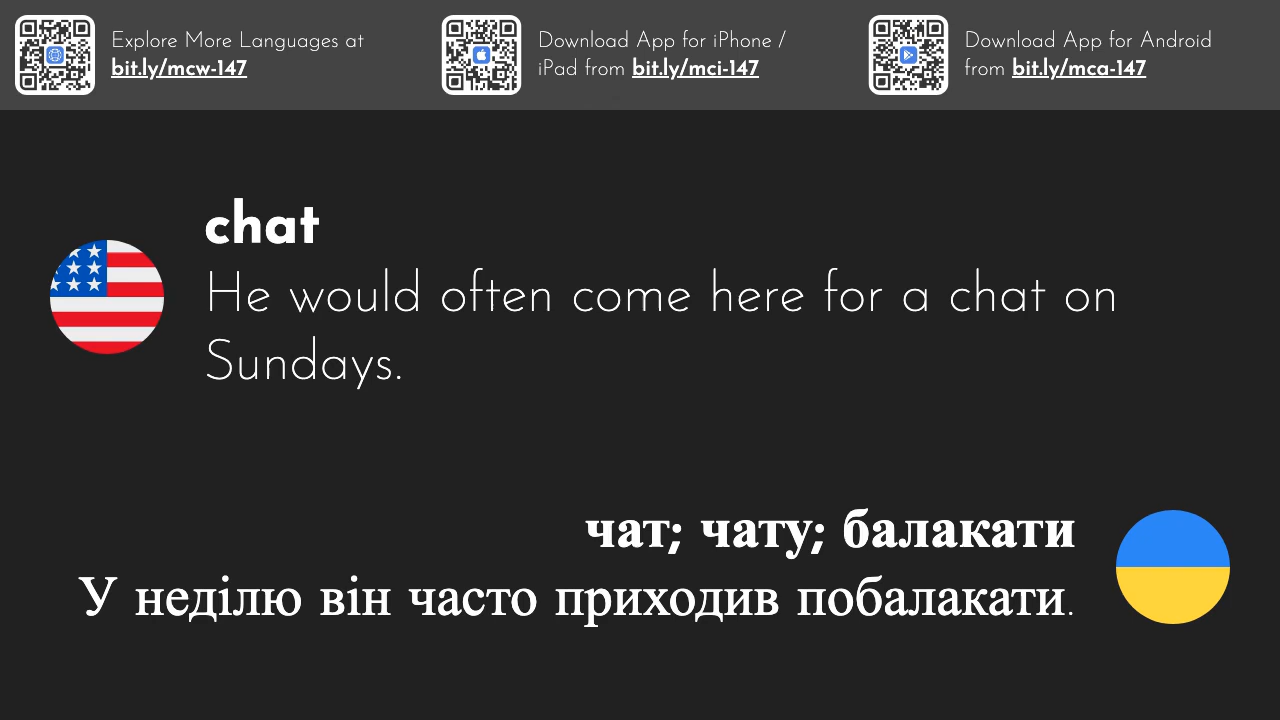 Explore More Languages at
bit.ly/mcw-147
Download App for iPhone /
iPad from bit.ly/mci-147
Download App for Android
from bit.ly/mca-147
chat
He would often come here for a chat on
Sundays.
чат; чату; балакати
У неділю він часто приходив побалакати.